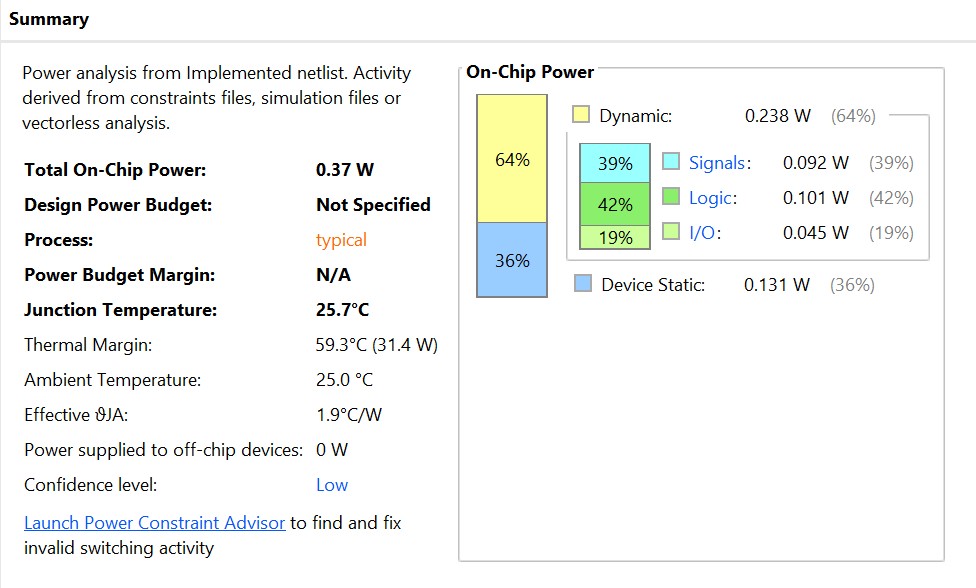 Summary
Power analysis from Implemented netlist. Activity
derived from constraints files, simulation files or
vectorless analysis.
Total On-Chip Power: 0.37 W
Design Power Budget: Not Specified
Process: typical
Power Budget Margin: N/A
Junction Temperature: 25.7°C
Thermal Margin: 59.3°C (31.4 W)
Ambient Temperature: 25.0 °C
Effective ϑJA: 1.9°C/W
Power supplied to off-chip devices: 0 W
Confidence level: Low
Launch Power Constraint Advisor to find and fix
invalid switching activity
On-Chip Power
64%
36%
Dynamic: 0.238 W (64%)
39% Signals: 0.092 W (39%)
42% Logic: 0.101 W (42%)
19% I/O: 0.045 W (19%)
Device Static: 0.131 W (36%)